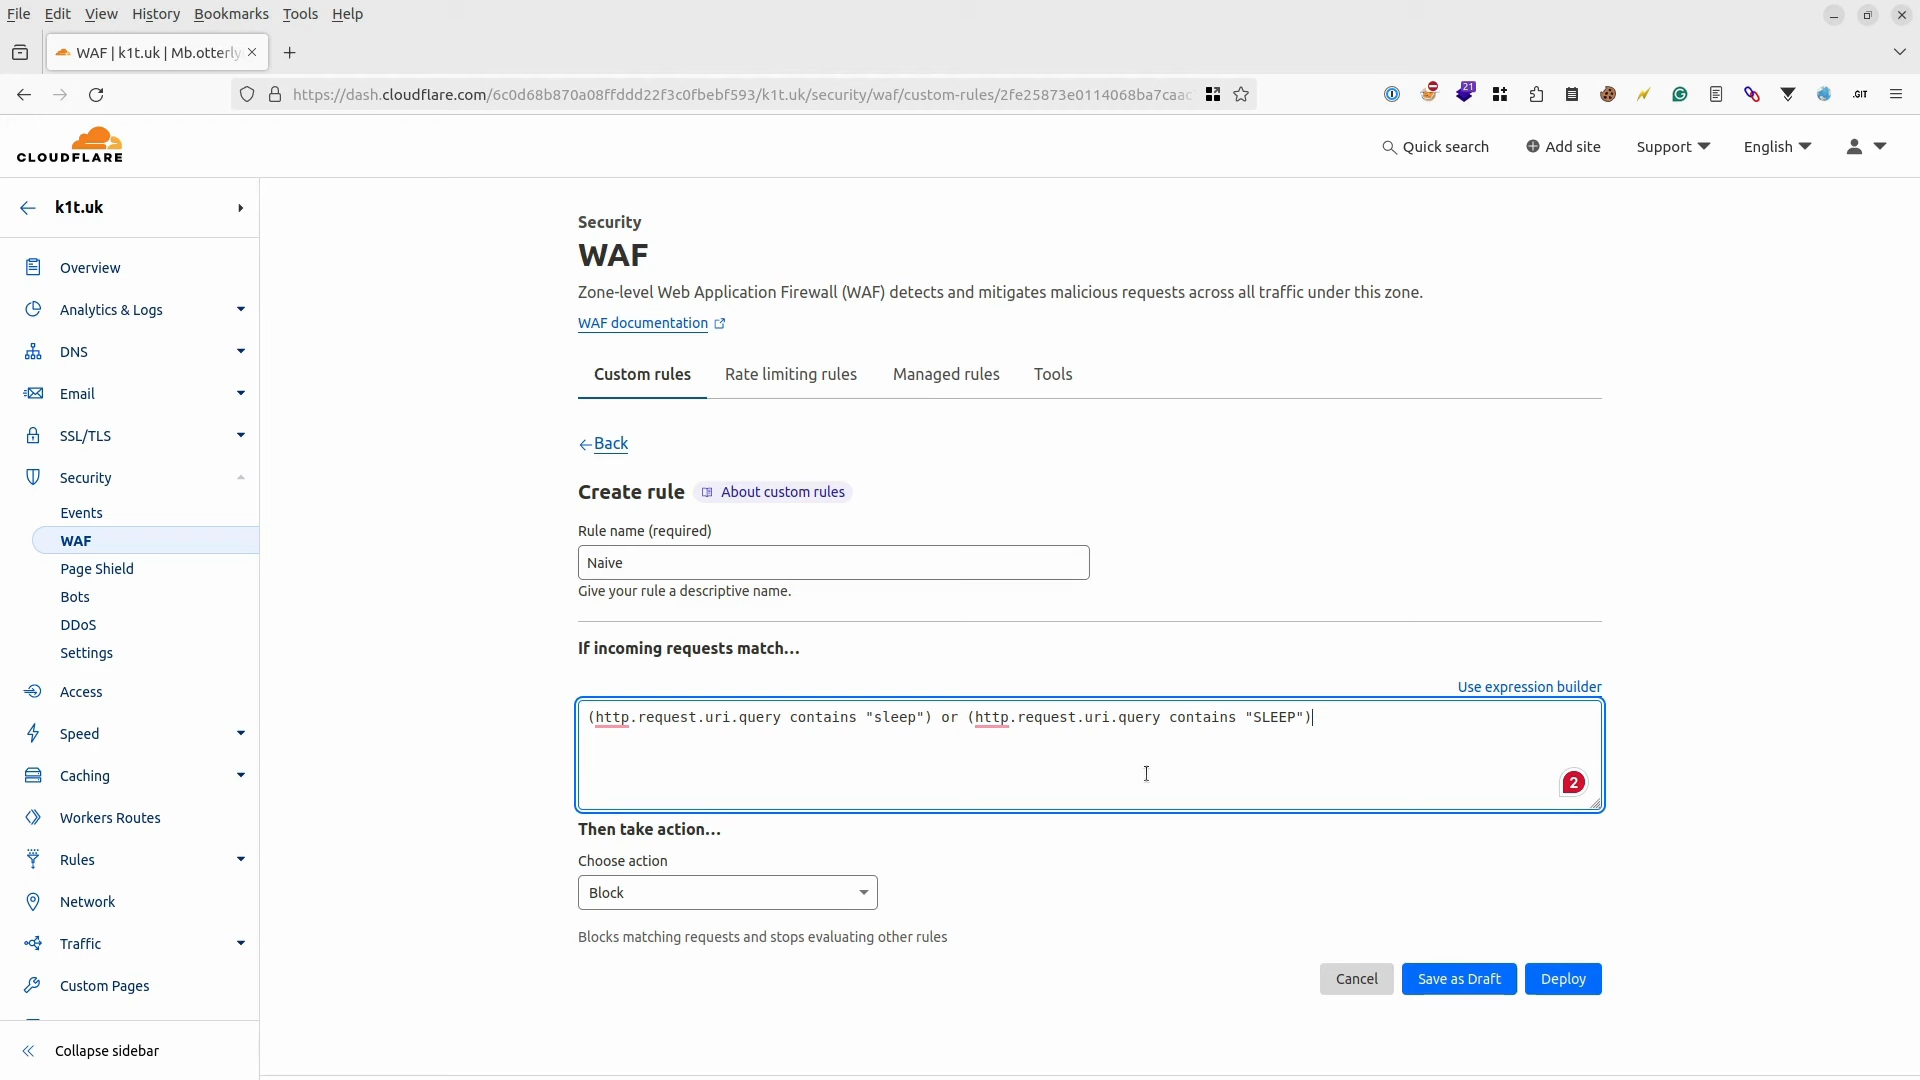 File Edit View History Bookmarks Tools Help
WAF | k1t.uk | Mb.otterly
https://dash.cloudflare.com/6c0d68b870a08ffddd22f3c0fbebf593/k1t.uk/security/waf/custom-rules/2fe25873e0114068ba7caac
21
.GIT
CLOUDFLARE
Quick search
Add site
Support
English
k1t.uk
Overview
Analytics & Logs
DNS
Email
SSL/TLS
Security
Events
WAF
Page Shield
Bots
DDoS
Settings
Access
Speed
Caching
Workers Routes
Rules
Network
Traffic
Custom Pages
Collapse sidebar
Security
WAF
Zone-level Web Application Firewall (WAF) detects and mitigates malicious requests across all traffic under this zone.
WAF documentation
Custom rules Rate limiting rules Managed rules Tools
Back
Create rule About custom rules
Rule name (required)
Naive
Give your rule a descriptive name.
If incoming requests match…
Use expression builder
(http.request.uri.query contains "sleep") or (http.request.uri.query contains "SLEEP")
2
Then take action…
Choose action
Block
Blocks matching requests and stops evaluating other rules
Cancel Save as Draft Deploy